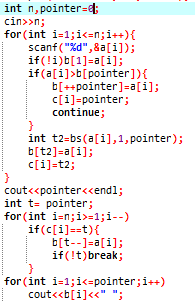 int n,pointer=0;
cin>>n;
for(int i=1;i<=n;i++){
scanf("%d",&a[i]);
if(!i)b[1]=a[i];
if(a[i]>b[pointer]){
b[++pointer]=a[i];
c[i]=pointer;
continue;
}
int t2=bs(a[i],1,pointer);
b[t2]=a[i];
c[i]=t2;
}
cout<<pointer<<endl;
int t= pointer;
for(int i=n;i>=1;i--)
if(c[i]==t){
b[t--]=a[i];
if(!t)break;
}
for(int i=1;i<=pointer;i++)
cout<<b[i]<<" ";